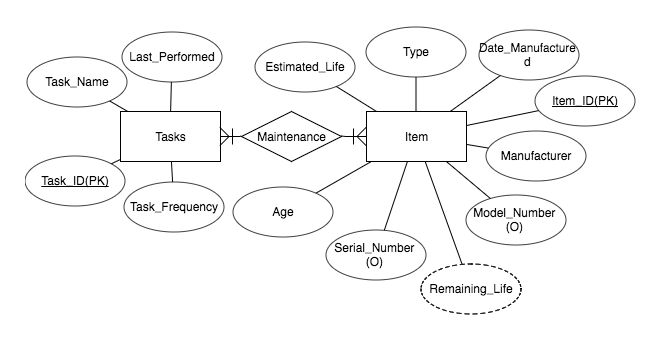 Last_Performed
Type
Date_Manufacture
d
Estimated_Life
Task_Name
Item_ID(PK)
Tasks
Maintenance
Item
Manufacturer
Task_ID(PK)
Task_Frequency
Age
Model_Number
(O)
Serial_Number
(O)
Remaining_Life